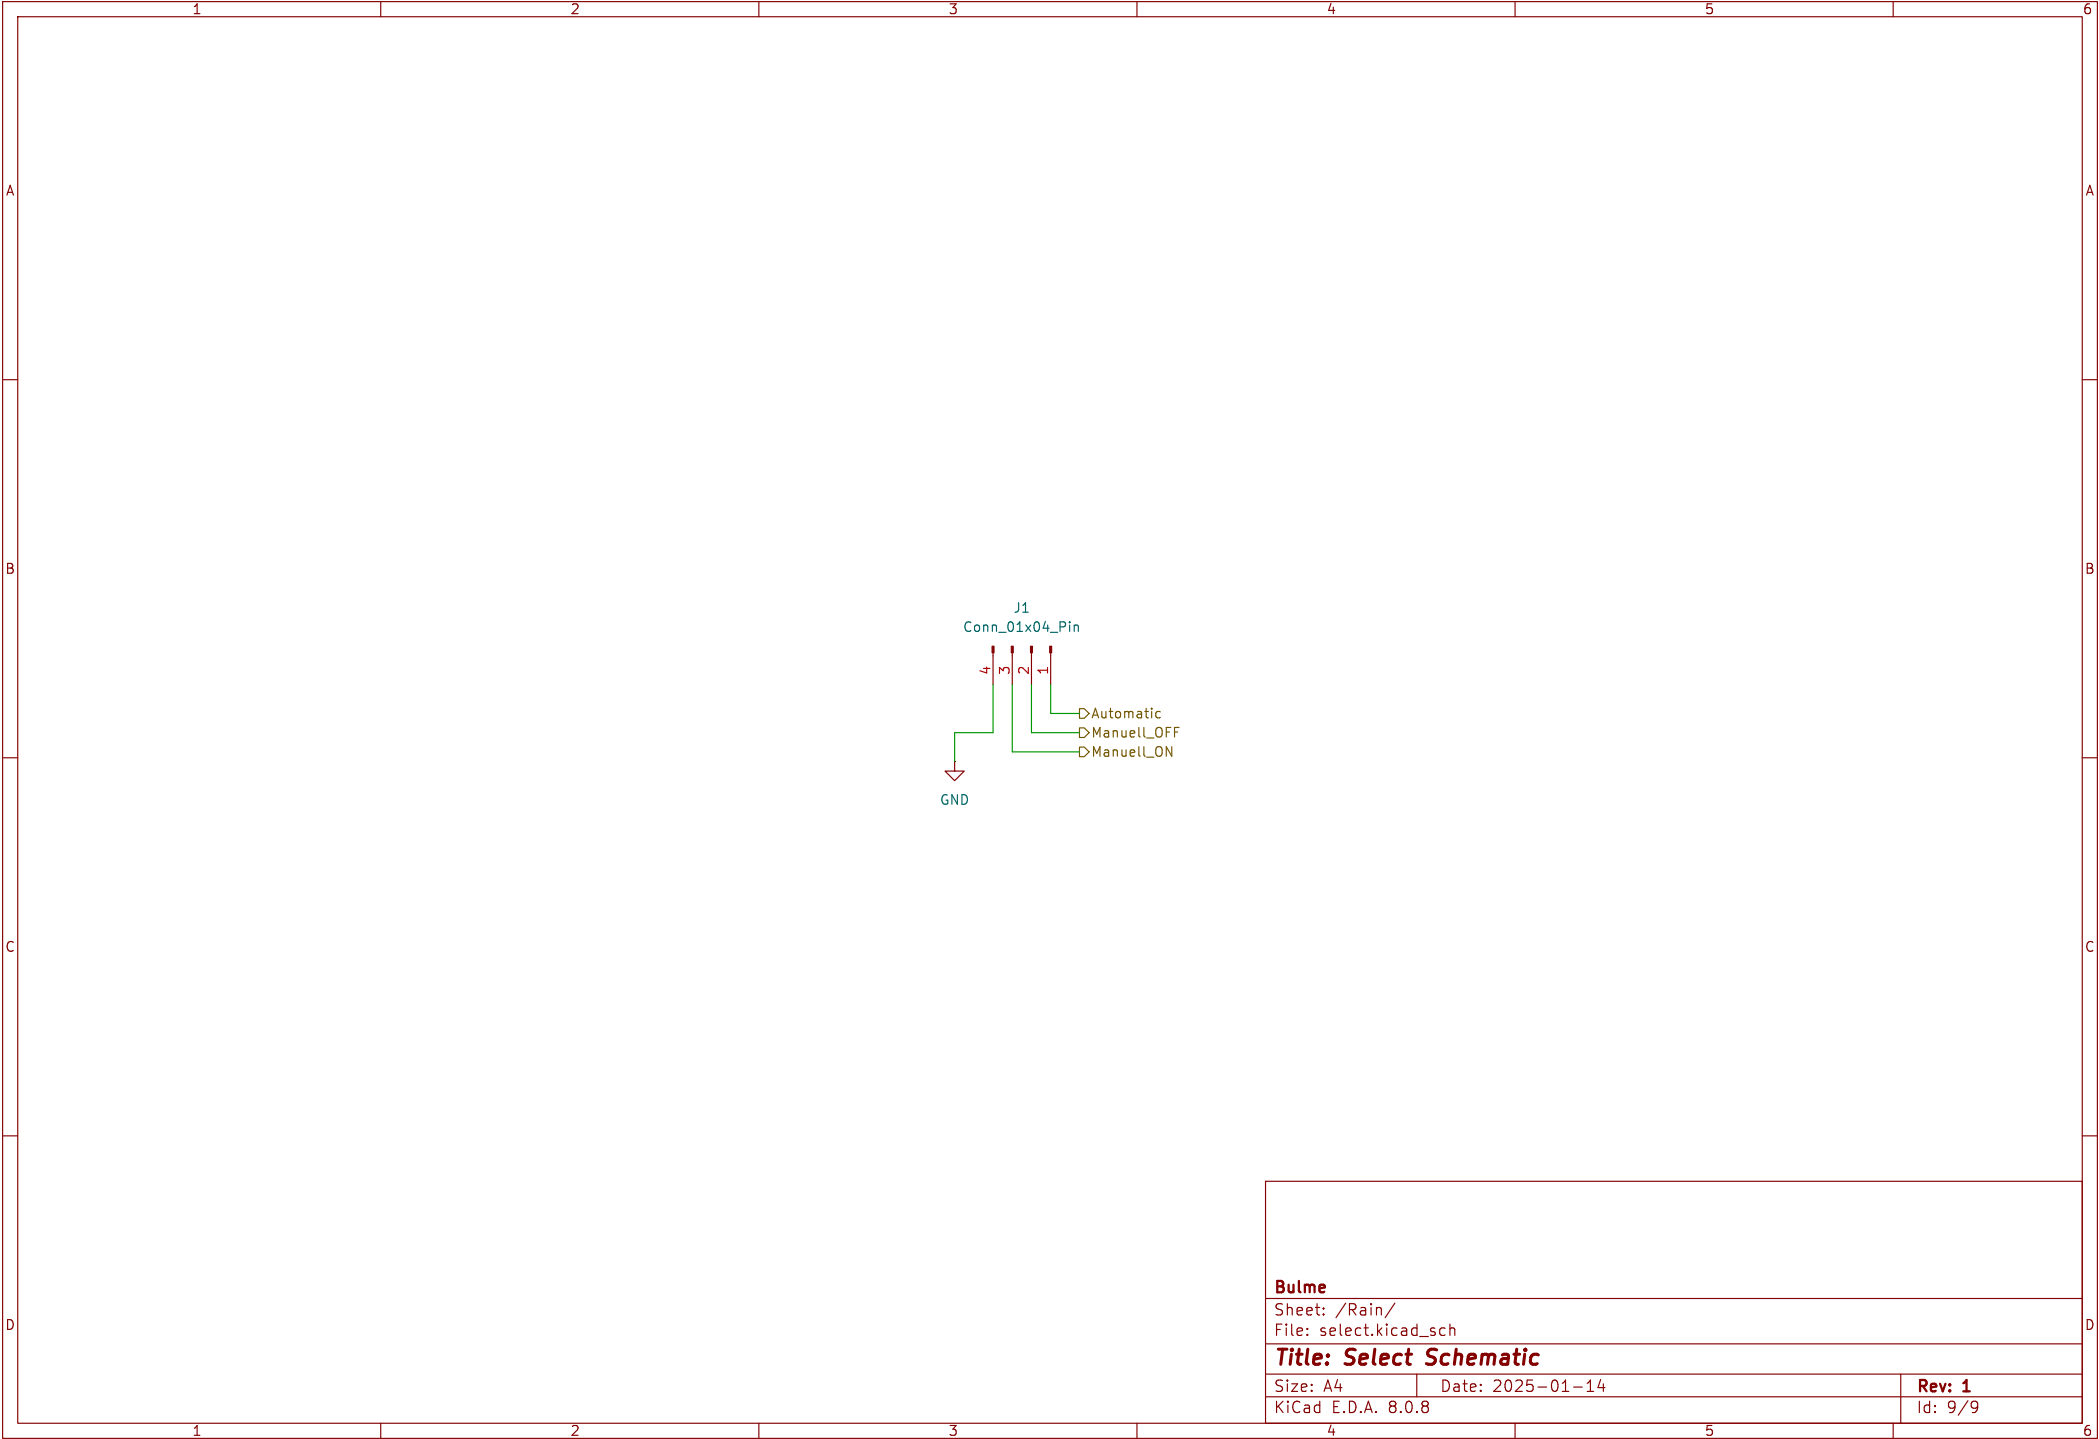 1 2 3 4 5 6
A A
B B
J1
Conn_01x04_Pin
4 3 2 1
Automatic
Manuell_OFF
Manuell_ON
GND
C C
Bulme
Sheet: /Rain/
File: select.kicad_sch
D D
Title: Select Schematic
Size: A4 Date: 2025-01-14 Rev: 1
KiCad E.D.A. 8.0.8 Id: 9/9
1 2 3 4 5 6